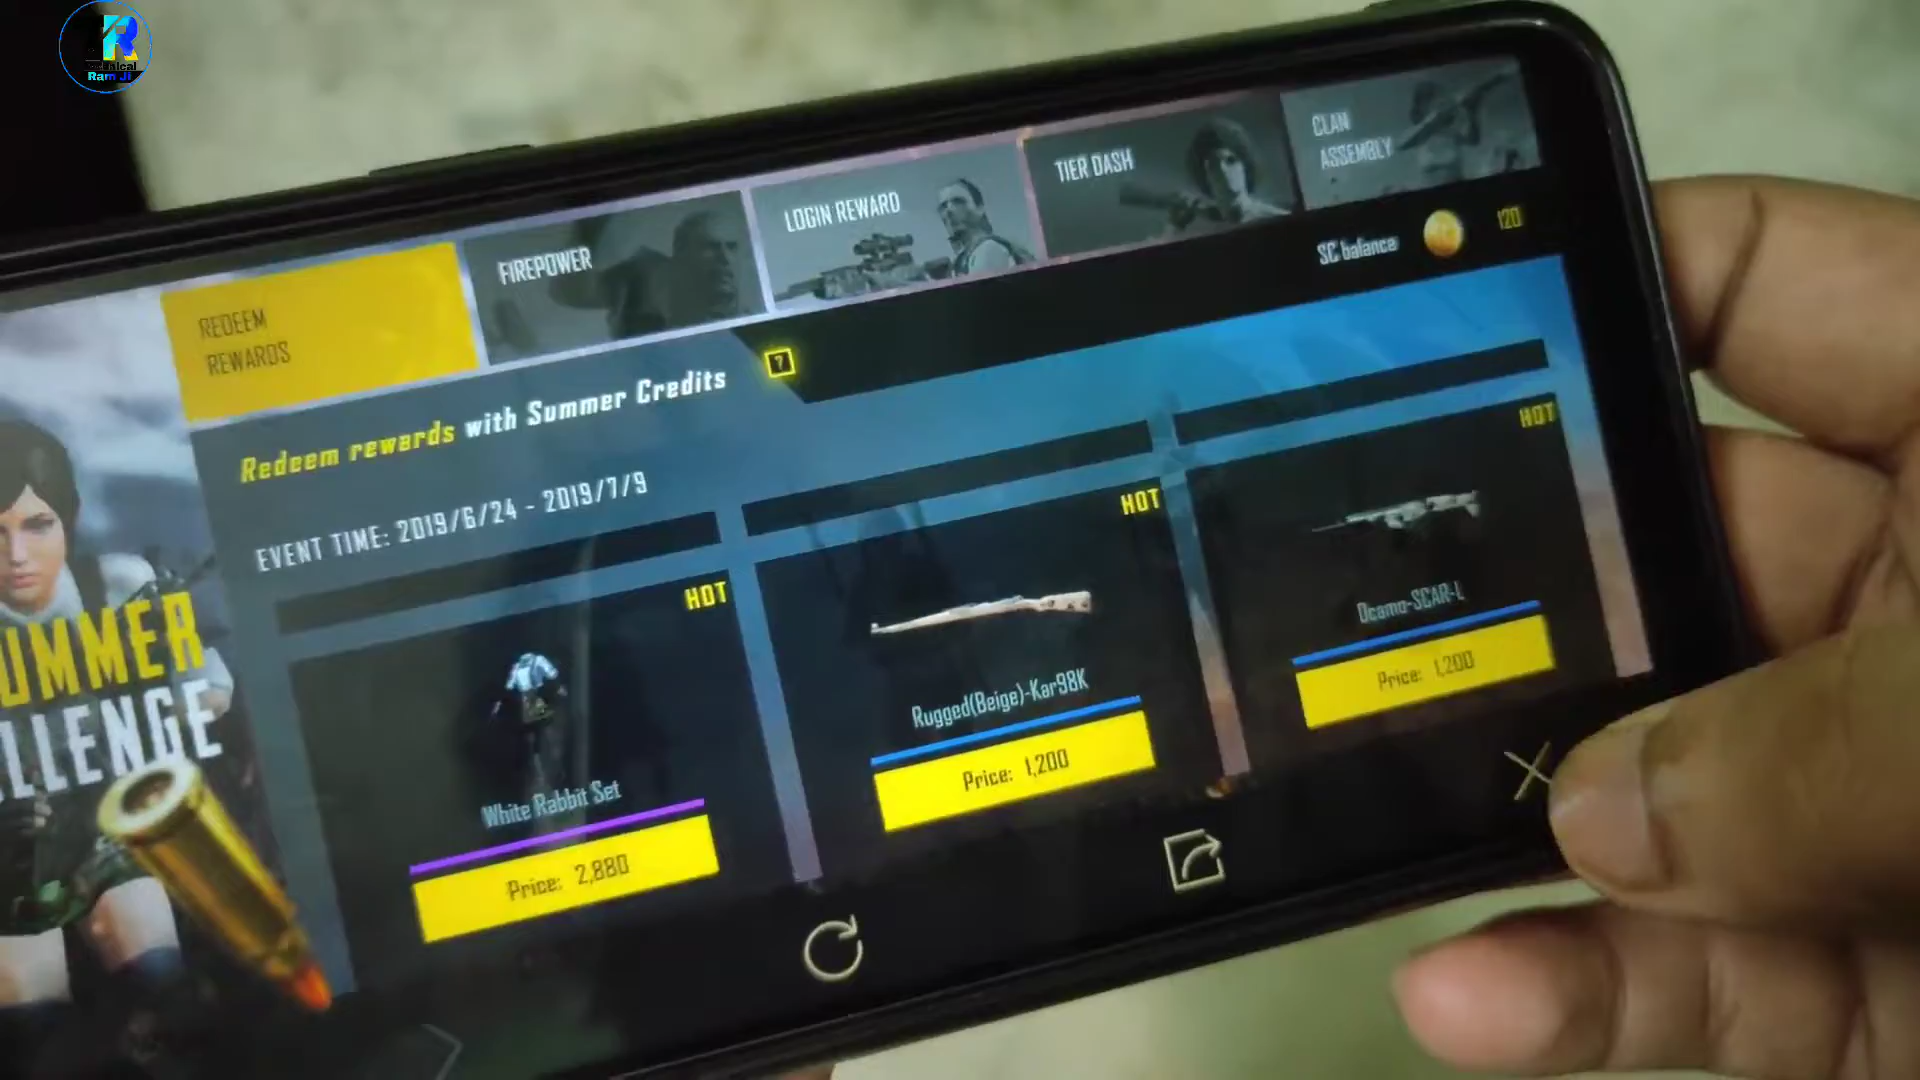 R
Technical
Ram Ji
REDEEM
REWARDS
FIREPOWER
LOGIN REWARD
TIER DASH
CLAN
ASSEMBLY
SC balance
120
Redeem rewards with Summer Credits
?
EVENT TIME: 2019/6/24 - 2019/7/9
UMMER
LLENGE
HOT
White Rabbit Set
Price: 2,880
HOT
Rugged(Beige)-Kar98K
Price: 1,200
HOT
Dcamo-SCAR-L
Price: 1,200